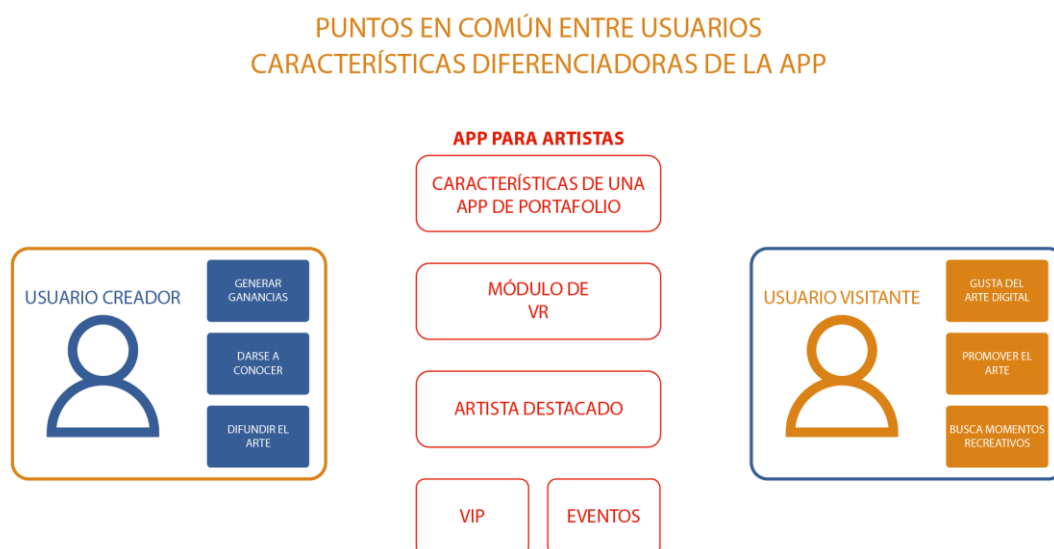 PUNTOS EN COMÚN ENTRE USUARIOS
CARACTERÍSTICAS DIFERENCIADORAS DE LA APP
APP PARA ARTISTAS
CARACTERÍSTICAS DE UNA
APP DE PORTAFOLIO
MÓDULO DE
VR
ARTISTA DESTACADO
VIP
EVENTOS
USUARIO CREADOR
GENERAR
GANANCIAS
DARSE A
CONOCER
DIFUNDIR EL
ARTE
USUARIO VISITANTE
GUSTA DEL
ARTE DIGITAL
PROMOVER EL
ARTE
BUSCA MOMENTOS
RECREATIVOS